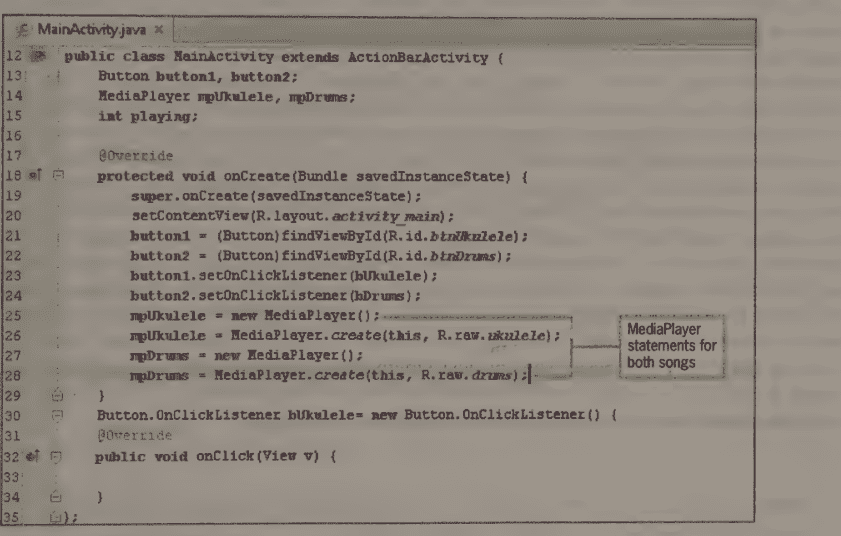 MainActivity.java ×
12 public class MainActivity extends ActionBarActivity {
13 Button button1, button2;
14 MediaPlayer mpUkulele, mpDrums;
15 int playing;
16
17 @Override
18 protected void onCreate(Bundle savedInstanceState) {
19 super.onCreate(savedInstanceState);
20 setContentView(R.layout.activity_main);
21 button1 = (Button)findViewById(R.id.btnUkulele);
22 button2 = (Button)findViewById(R.id.btnDrums);
23 button1.setOnClickListener(bUkulele);
24 button2.setOnClickListener(bDrums);
25 mpUkulele = new MediaPlayer();
26 mpUkulele = MediaPlayer.create(this, R.raw.ukulele);
27 mpDrums = new MediaPlayer();
28 mpDrums = MediaPlayer.create(this, R.raw.drums);
29 }
30 Button.OnClickListener bUkulele= new Button.OnClickListener() {
31 @Override
32 public void onClick(View v) {
33
34 }
35 };
MediaPlayer
statements for
both songs